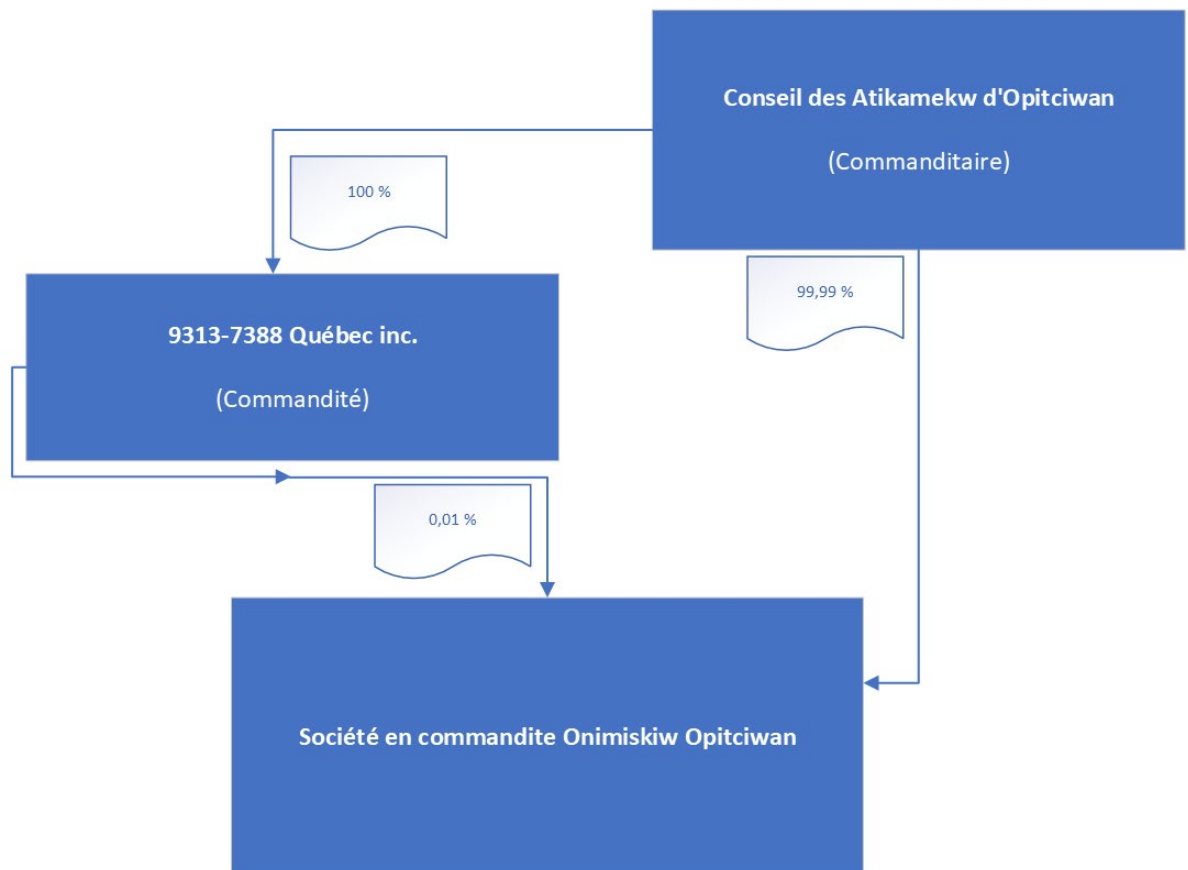 Conseil des Atikamekw d'Opitciwan
(Commanditaire)
100 %
99,99 %
9313-7388 Québec inc.
(Commandité)
0,01 %
Société en commandite Onimiskiw Opitciwan